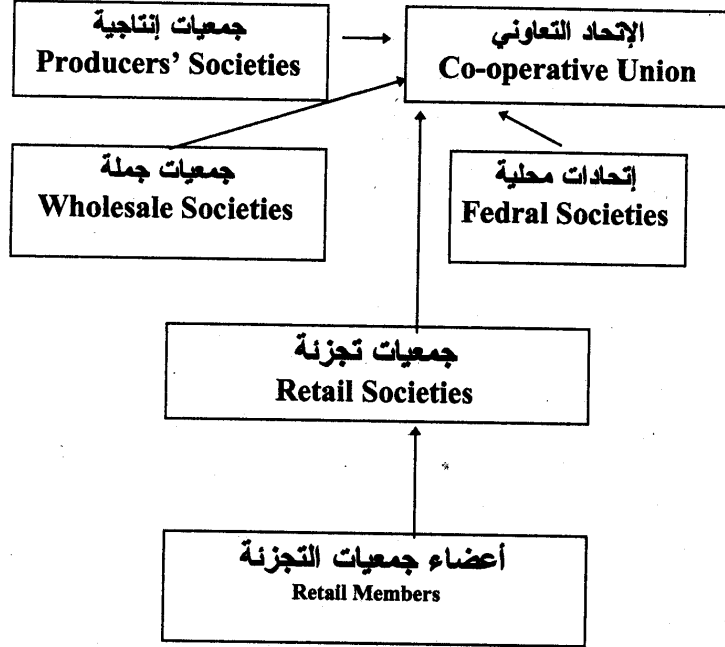 جمعيات إنتاجية
Producers' Societies
الإتحاد التعاوني
Co-operative Union
جمعيات جملة
Wholesale Societies
إتحادات محلية
Fedral Societies
جمعيات تجزئة
Retail Societies
أعضاء جمعيات التجزئة
Retail Members